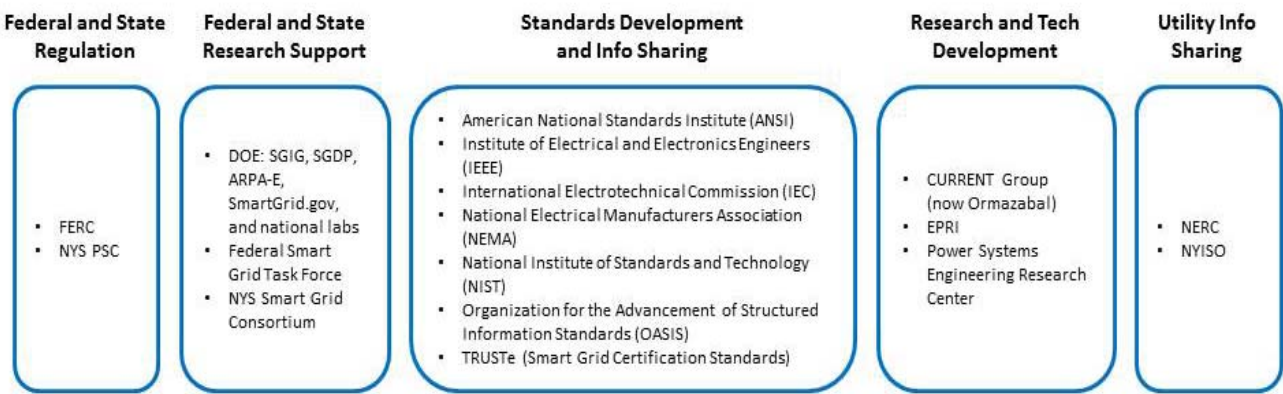 Federal and State
Regulation
Federal and State
Research Support
Standards Development
and Info Sharing
Research and Tech
Development
Utility Info
Sharing
▪ FERC
▪ NYS PSC
▪ DOE: SGIG, SGDP,
ARPA-E,
SmartGrid.gov,
and national labs
▪ Federal Smart
Grid Task Force
▪ NYS Smart Grid
Consortium
▪ American National Standards Institute (ANSI)
▪ Institute of Electrical and Electronics Engineers
(IEEE)
▪ International Electrotechnical Commission (IEC)
▪ National Electrical Manufacturers Association
(NEMA)
▪ National Institute of Standards and Technology
(NIST)
▪ Organization for the Advancement of Structured
Information Standards (OASIS)
▪ TRUSTe (Smart Grid Certification Standards)
▪ CURRENT Group
(now Ormazabal)
▪ EPRI
▪ Power Systems
Engineering Research
Center
▪ NERC
▪ NYISO